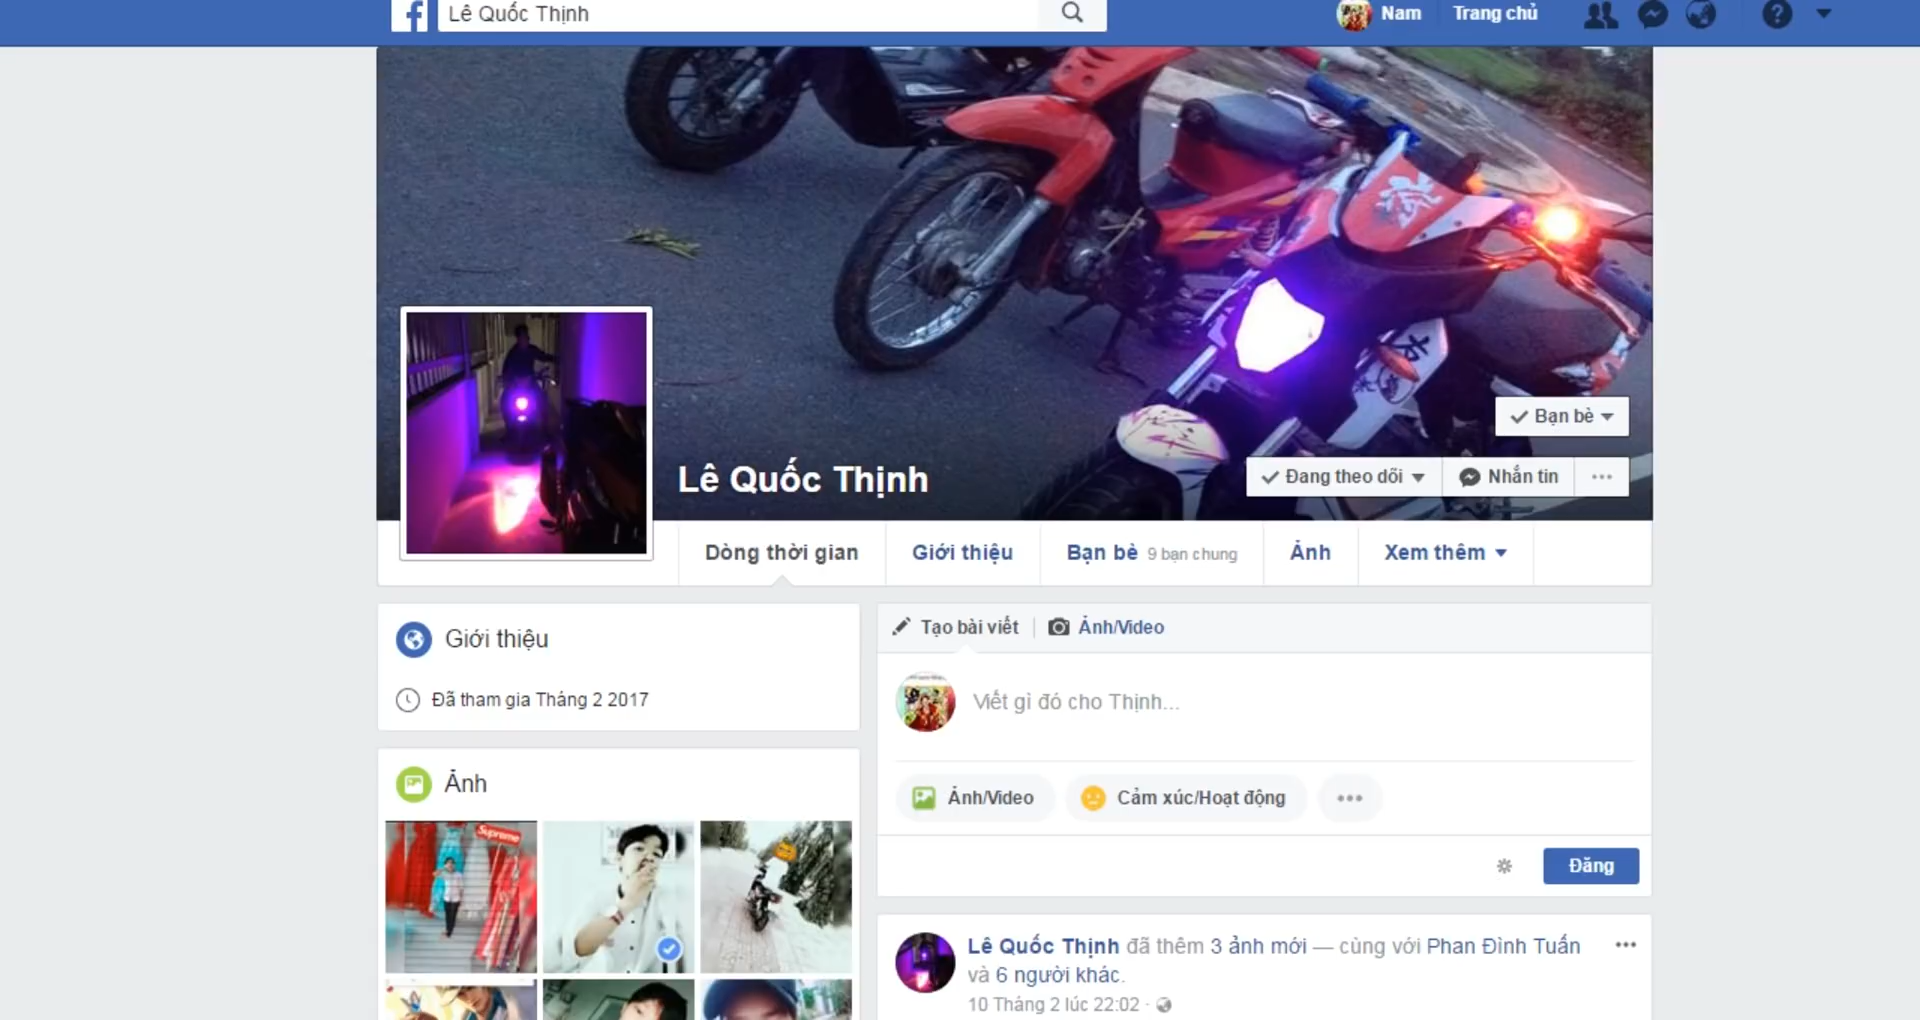 Lê Quốc Thịnh
Nam
Trang chủ
Bạn bè
Lê Quốc Thịnh
Đang theo dõi
Nhắn tin
Dòng thời gian
Giới thiệu
Bạn bè 9 bạn chung
Ảnh
Xem thêm
Giới thiệu
Đã tham gia Tháng 2 2017
Ảnh
Supreme
Tạo bài viết
Ảnh/Video
Viết gì đó cho Thịnh...
Ảnh/Video
Cảm xúc/Hoạt động
Đăng
Lê Quốc Thịnh đã thêm 3 ảnh mới — cùng với Phan Đình Tuấn
và 6 người khác.
10 Tháng 2 lúc 22:02 ·